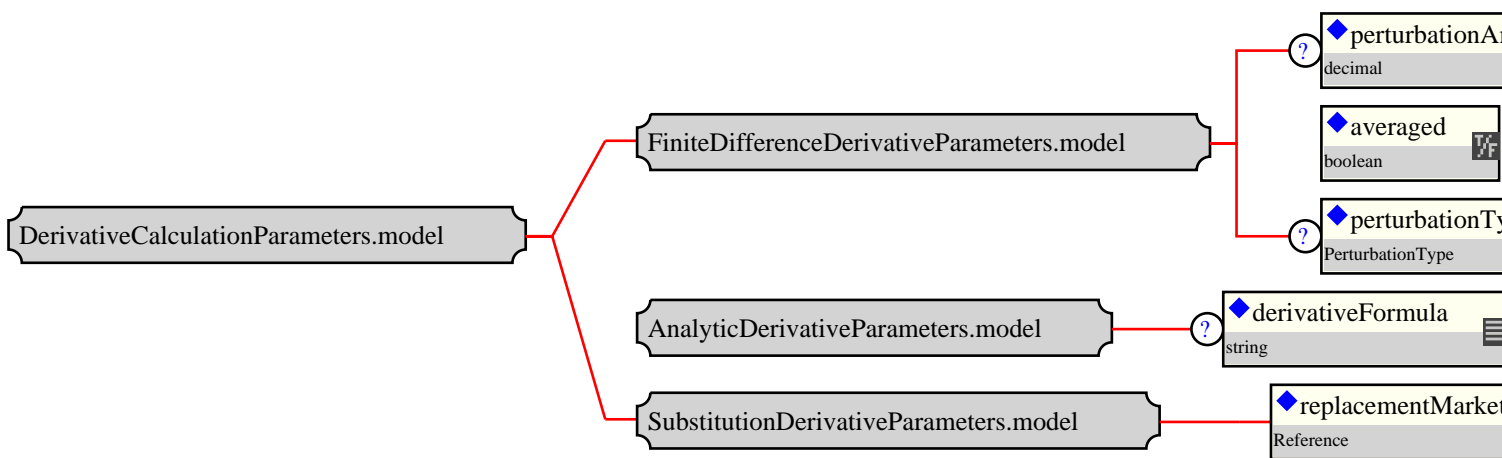 perturbationA
decimal
?
FiniteDifferenceDerivativeParameters.model
averaged
T/F
boolean
DerivativeCalculationParameters.model
perturbationTy
?
PerturbationType
AnalyticDerivativeParameters.model
?
derivativeFormula
string
SubstitutionDerivativeParameters.model
replacementMarket
Reference